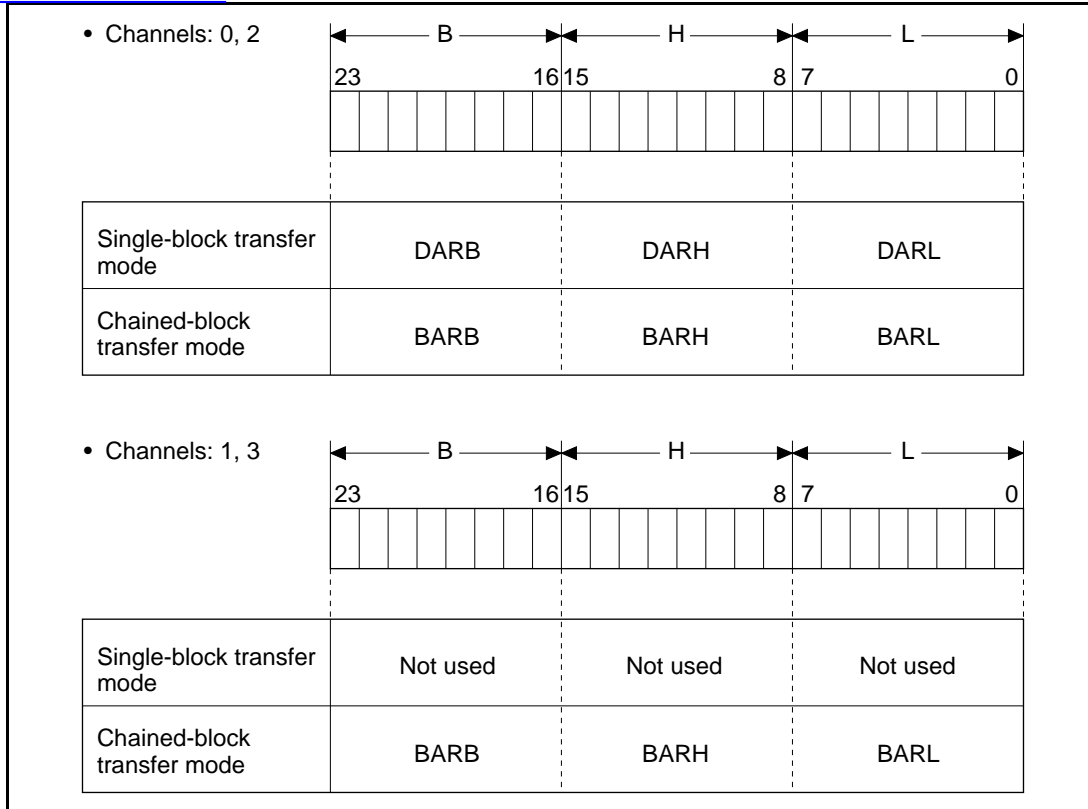 • Channels: 0, 2
B H L
23 16 15 8 7 0
Single-block transfer
mode
DARB DARH DARL
Chained-block
transfer mode
BARB BARH BARL
• Channels: 1, 3
B H L
23 16 15 8 7 0
Single-block transfer
mode
Not used Not used Not used
Chained-block
transfer mode
BARB BARH BARL